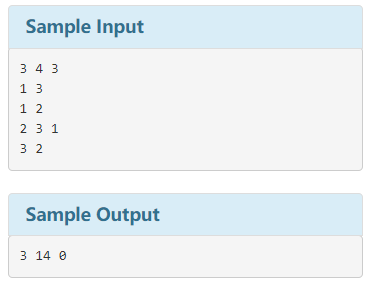 Sample Input
3 4 3
1 3
1 2
2 3 1
3 2
Sample Output
3 14 0